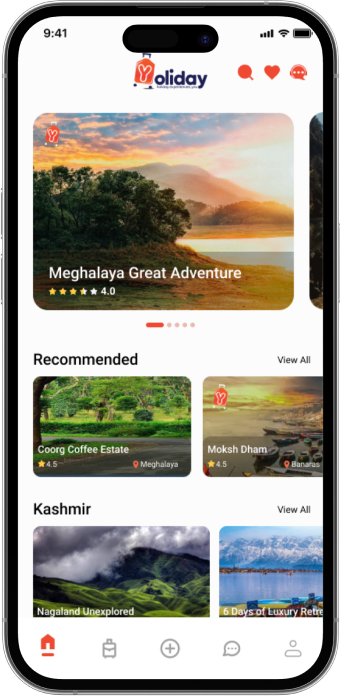 9:41
Yoliday
Meghalaya Great Adventure
4.0
Recommended
View All
Coorg Coffee Estate
4.5
Meghalaya
Moksh Dham
4.5
Banaras
Kashmir
View All
Nagaland Unexplored
6 Days of Luxury Retre